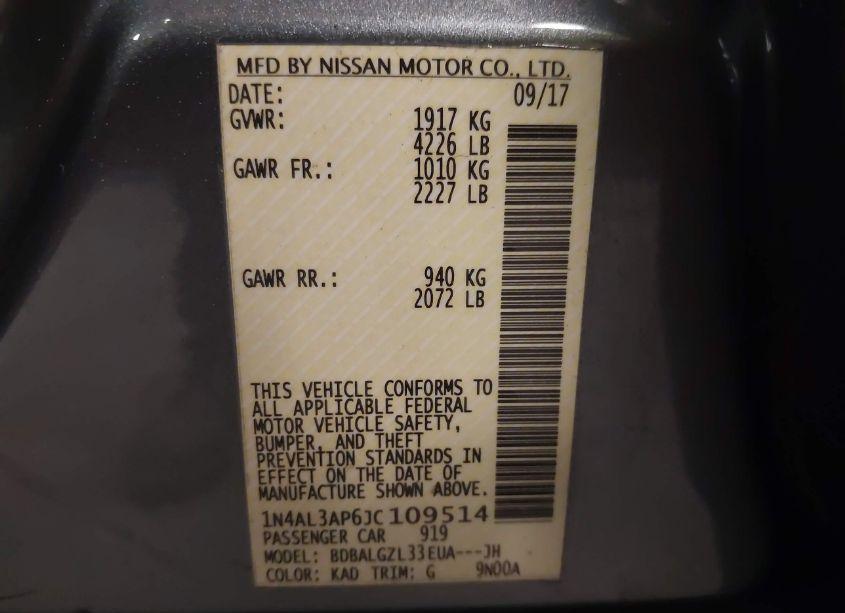 MFD BY NISSAN MOTOR CO., LTD.
DATE: 09/17
GVWR: 1917 KG
4226 LB
GAWR FR.: 1010 KG
2227 LB
GAWR RR.: 940 KG
2072 LB
THIS VEHICLE CONFORMS TO
ALL APPLICABLE FEDERAL
MOTOR VEHICLE SAFETY,
BUMPER, AND THEFT
PREVENTION STANDARDS IN
EFFECT ON THE DATE OF
MANUFACTURE SHOWN ABOVE.
1N4AL3AP6JC109514
PASSENGER CAR 919
MODEL: BDBALGZL33EUA---JH
COLOR: KAD TRIM: G 9N00A